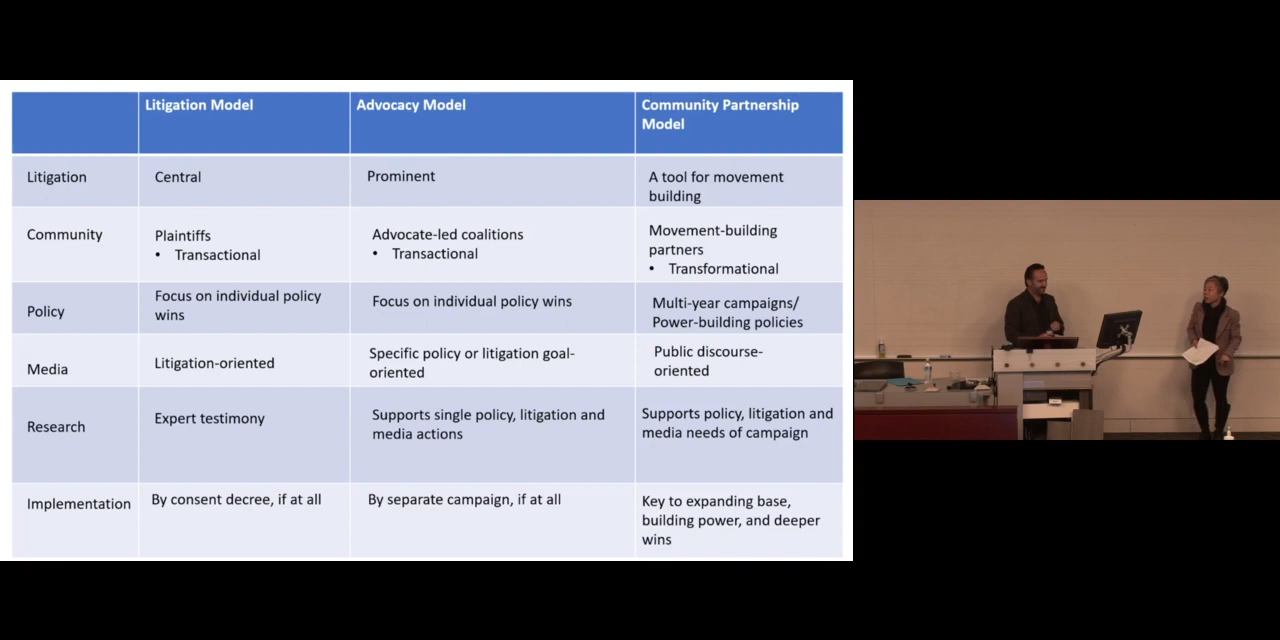 Litigation Model
Advocacy Model
Community Partnership
Model
Litigation
Central
Prominent
A tool for movement
building
Community
Plaintiffs
• Transactional
Advocate-led coalitions
• Transactional
Movement-building
partners
• Transformational
Policy
Focus on individual policy
wins
Focus on individual policy wins
Multi-year campaigns/
Power-building policies
Media
Litigation-oriented
Specific policy or litigation goal-
oriented
Public discourse-
oriented
Research
Expert testimony
Supports single policy, litigation and
media actions
Supports policy, litigation and
media needs of campaign
Implementation
By consent decree, if at all
By separate campaign, if at all
Key to expanding base,
building power, and deeper
wins